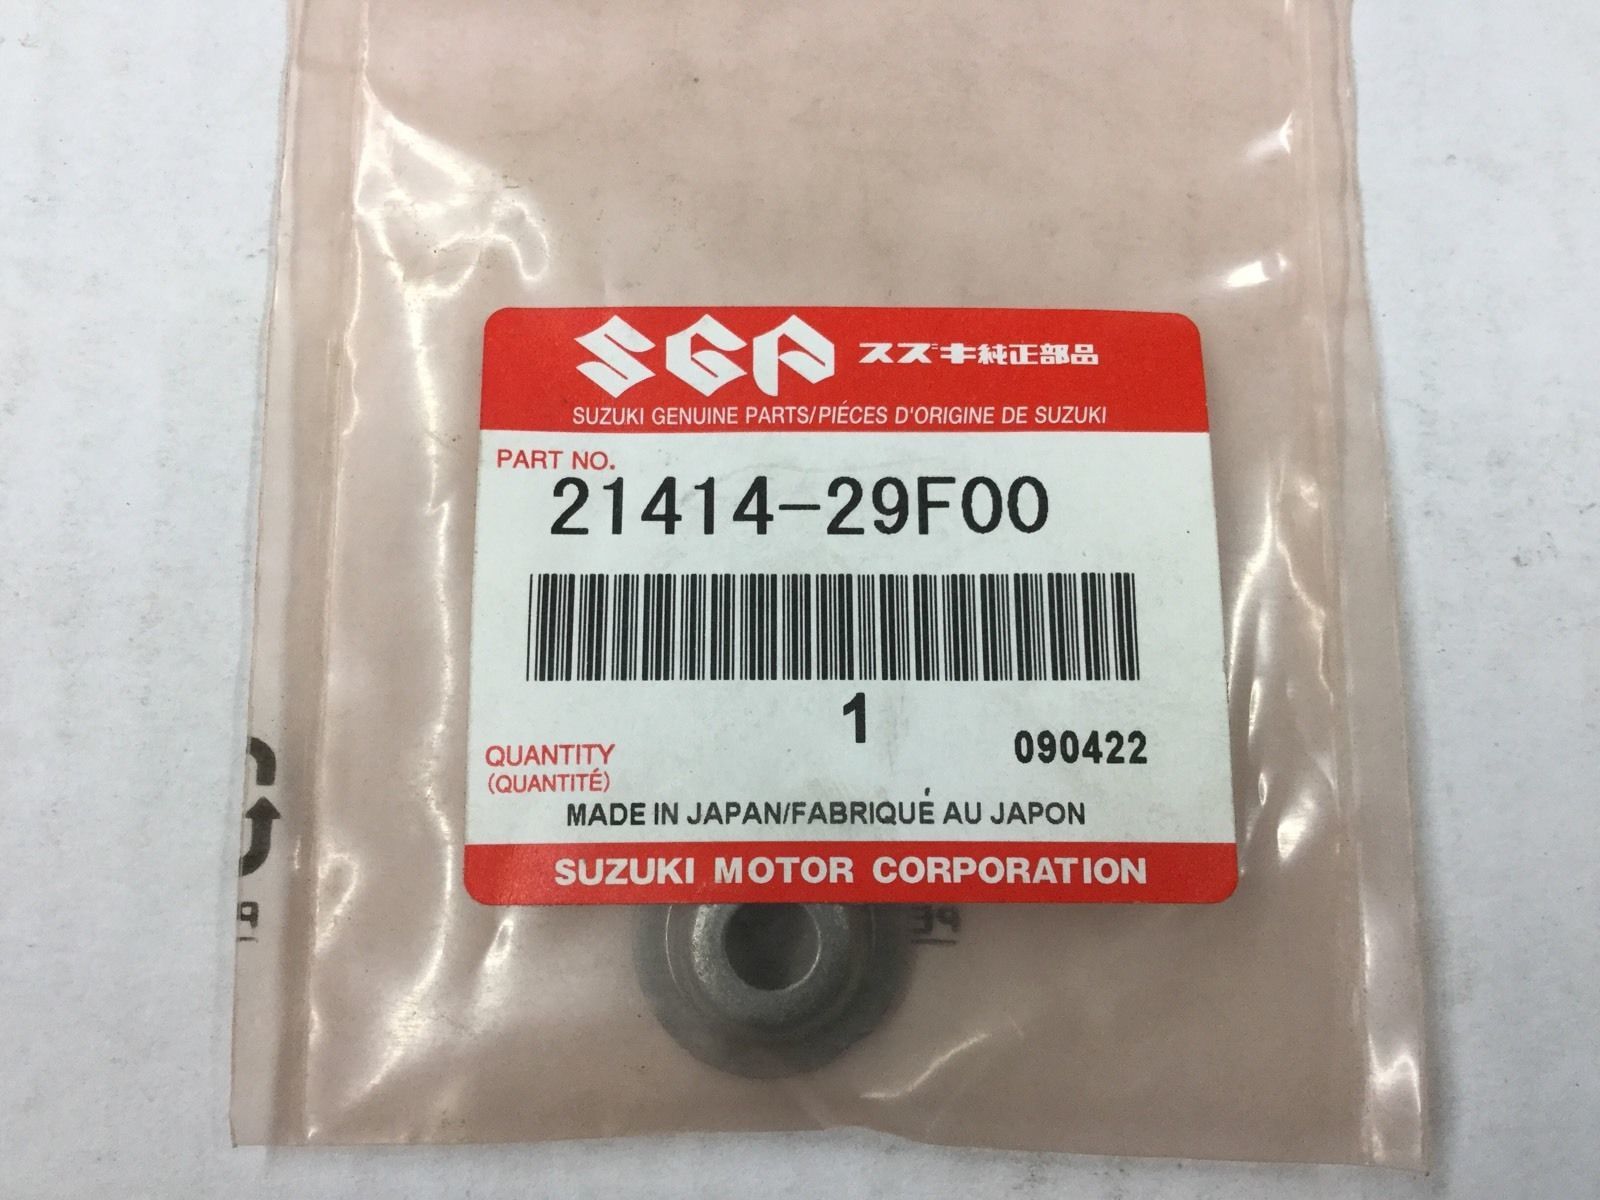 SGP スズキ純正部品
SUZUKI GENUINE PARTS/PIÉCES D'ORIGINE DE SUZUKI
PART NO.
21414-29F00
1
QUANTITY
(QUANTITÉ)
090422
MADE IN JAPAN/FABRIQUÉ AU JAPON
SUZUKI MOTOR CORPORATION